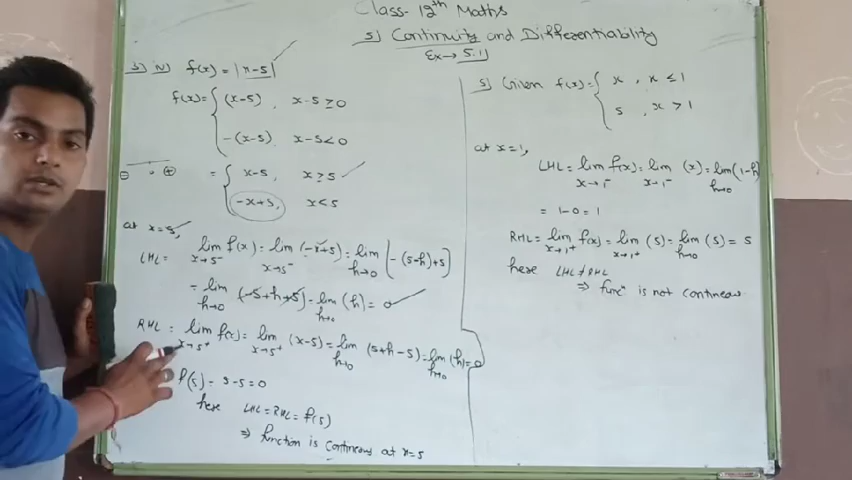 Class- 12th Maths
5) Continuity and Differentiability
Ex→ 5.1
3) iv) f(x) = |x-5|
f(x) = { (x-5) , x-5 ≥ 0
-(x-5) , x-5 < 0
⊖ ⊕ = { x-5 , x ≥ 5
-x+5 , x < 5
at x=5,
LHL = lim x→5⁻ f(x) = lim x→5⁻ (-x+5) = lim h→0 [-(5-h)+5]
= lim h→0 (-5+h+5) = lim h→0 (h) = 0
RHL = lim x→5⁺ f(x) = lim x→5⁺ (x-5) = lim h→0 (5+h-5) = lim h→0 (h) = 0
f(5) = 5-5=0
here LHL = RHL = f(5)
⇒ function is continuous at x=5
5) Given f(x) = { x , x ≤ 1
5 , x > 1
at x=1,
LHL = lim x→1⁻ f(x) = lim x→1⁻ (x) = lim h→0 (1-h)
= 1-0 = 1
RHL = lim x→1⁺ f(x) = lim x→1⁺ (5) = lim h→0 (5) = 5
here LHL ≠ RHL
⇒ funcⁿ is not continuous